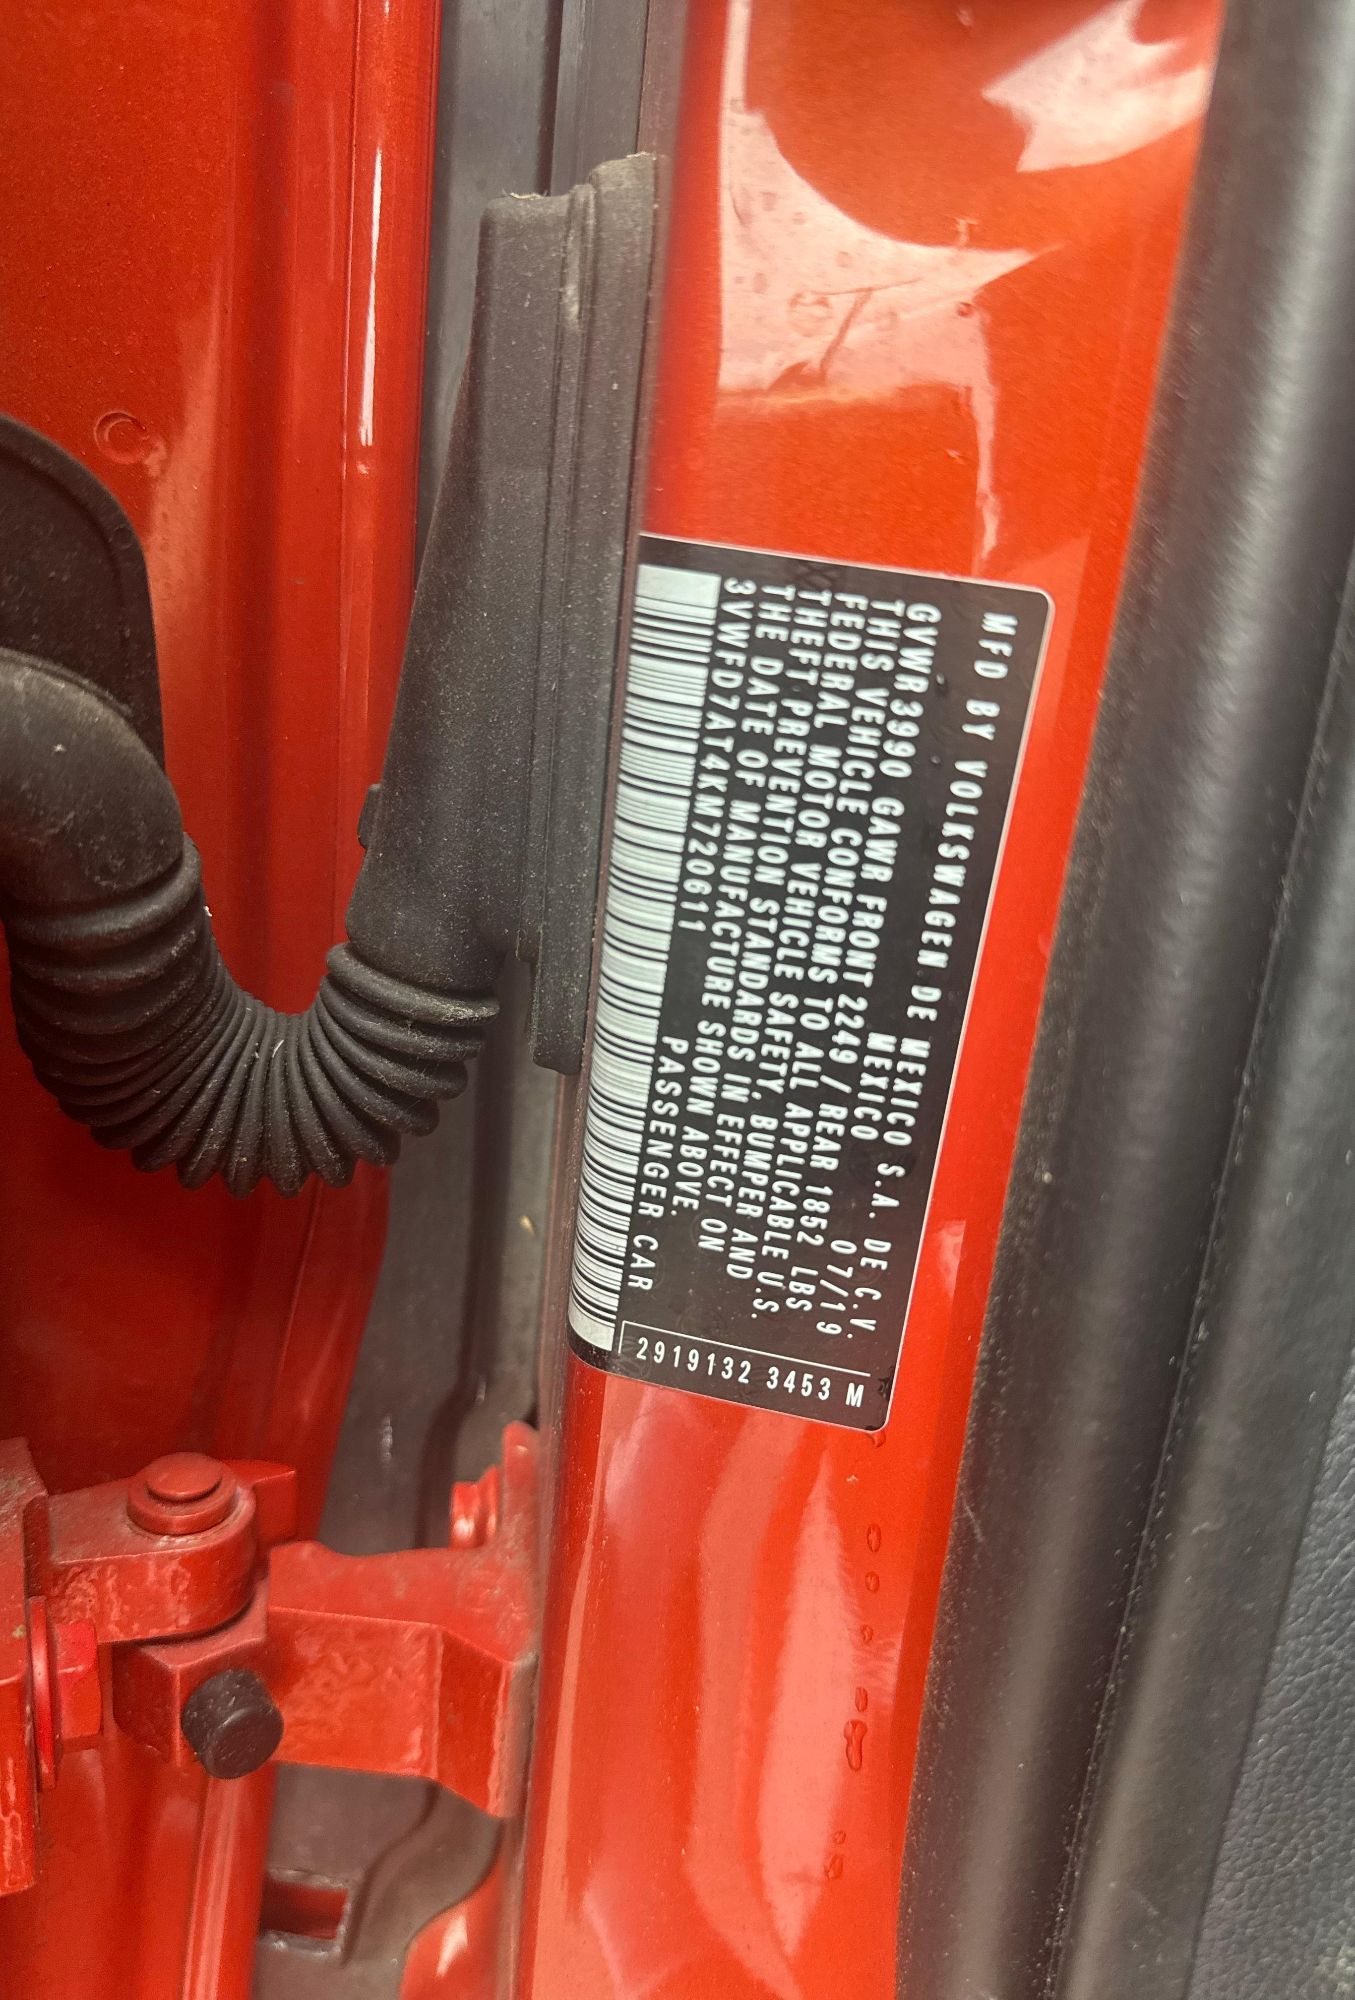 MFD BY VOLKSWAGEN DE MEXICO S.A. DE C.V.
MEXICO 07/19
GVWR3990 GAWR FRONT 2249 / REAR 1852 LBS
THIS VEHICLE CONFORMS TO ALL APPLICABLE U.S.
FEDERAL MOTOR VEHICLE SAFETY, BUMPER AND
THEFT PREVENTION STANDARDS IN EFFECT ON
THE DATE OF MANUFACTURE SHOWN ABOVE.
3VWFD7AT4KM720611 PASSENGER CAR
2919132 3453 M